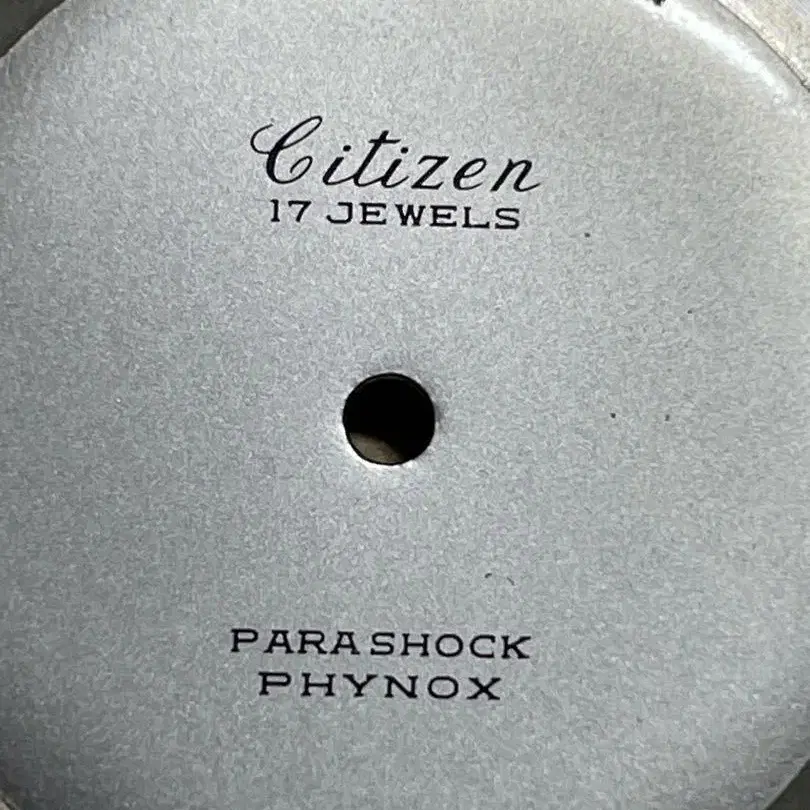 Citizen
17 JEWELS
PARASHOCK
PHYNOX